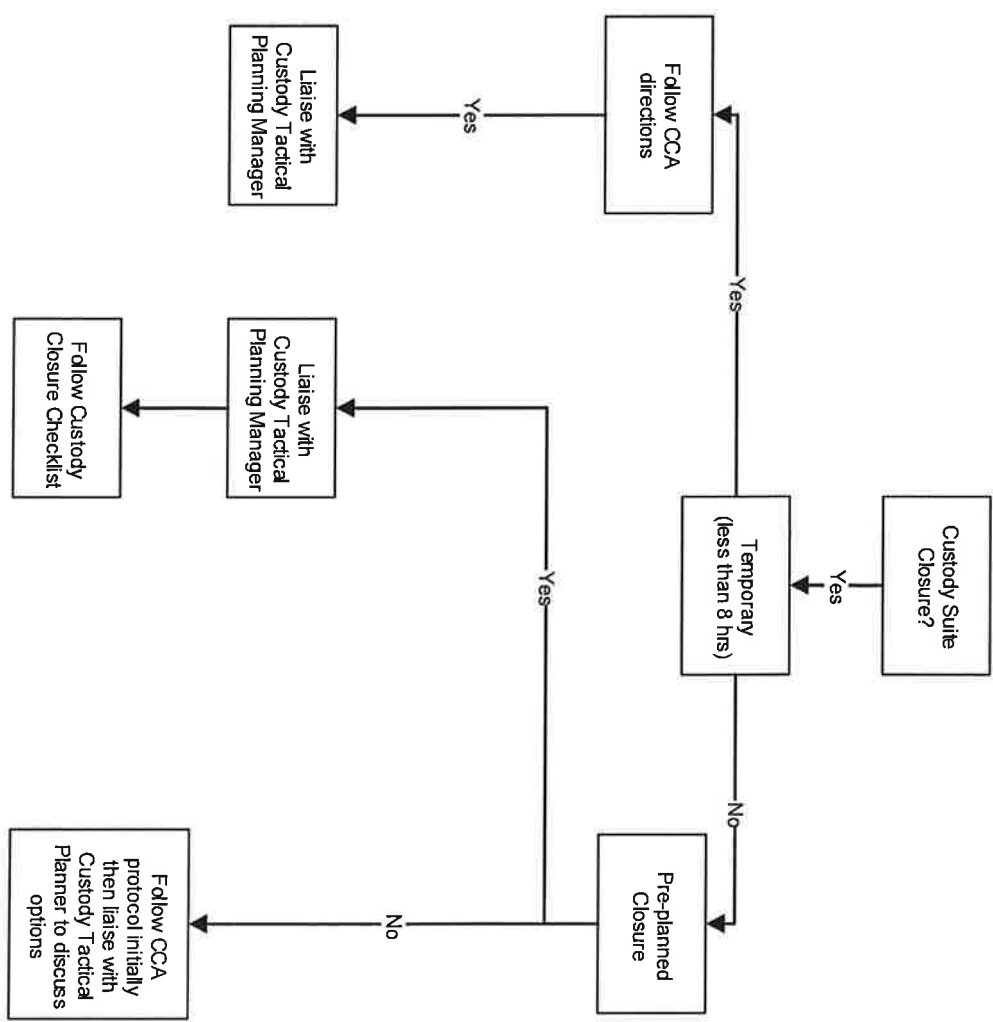 Custody Suite
Closure?
Yes
Temporary
(less than 8 hrs)
Yes
No
Follow CCA
directions
Pre-planned
Closure
Yes
Yes
No
Liaise with
Custody Tactical
Planning Manager
Liaise with
Custody Tactical
Planning Manager
Follow CCA
protocol initially
then liaise with
Custody Tactical
Planner to discuss
options
Follow Custody
Closure Checklist